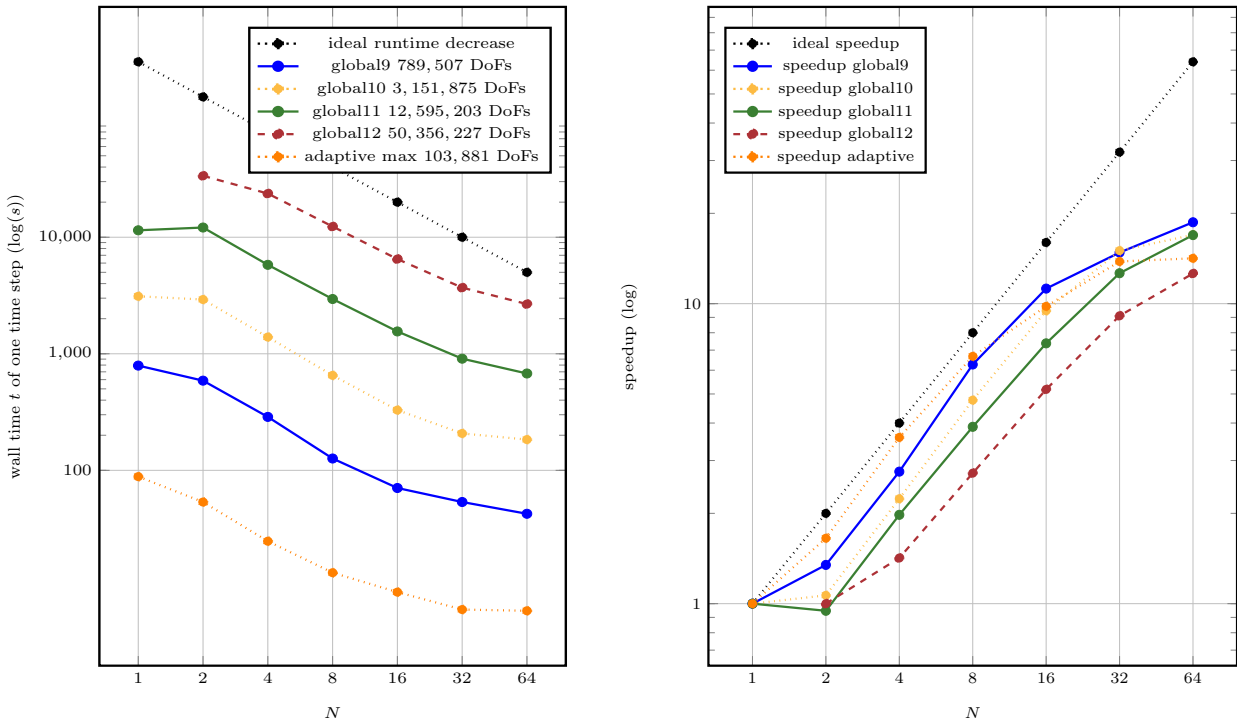 ideal runtime decrease
global9 789, 507 DoFs
global10 3, 151, 875 DoFs
global11 12, 595, 203 DoFs
global12 50, 356, 227 DoFs
adaptive max 103, 881 DoFs
10,000
1,000
100
wall time t of one time step (log(s))
1 2 4 8 16 32 64
N
ideal speedup
speedup global9
speedup global10
speedup global11
speedup global12
speedup adaptive
10
1
speedup (log)
1 2 4 8 16 32 64
N